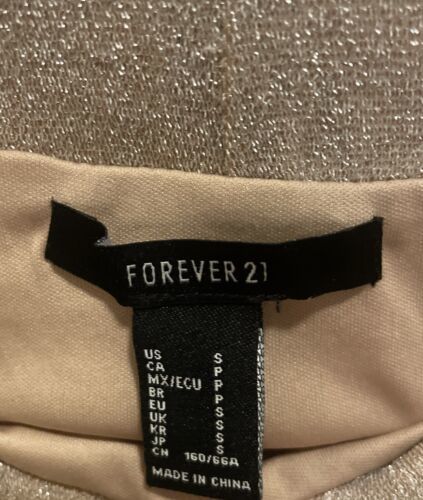 FOREVER 21
US S
CA P
MX/ECU P
BR P
EU S
UK S
KR S
JP S
CN 160/66A
MADE IN CHINA